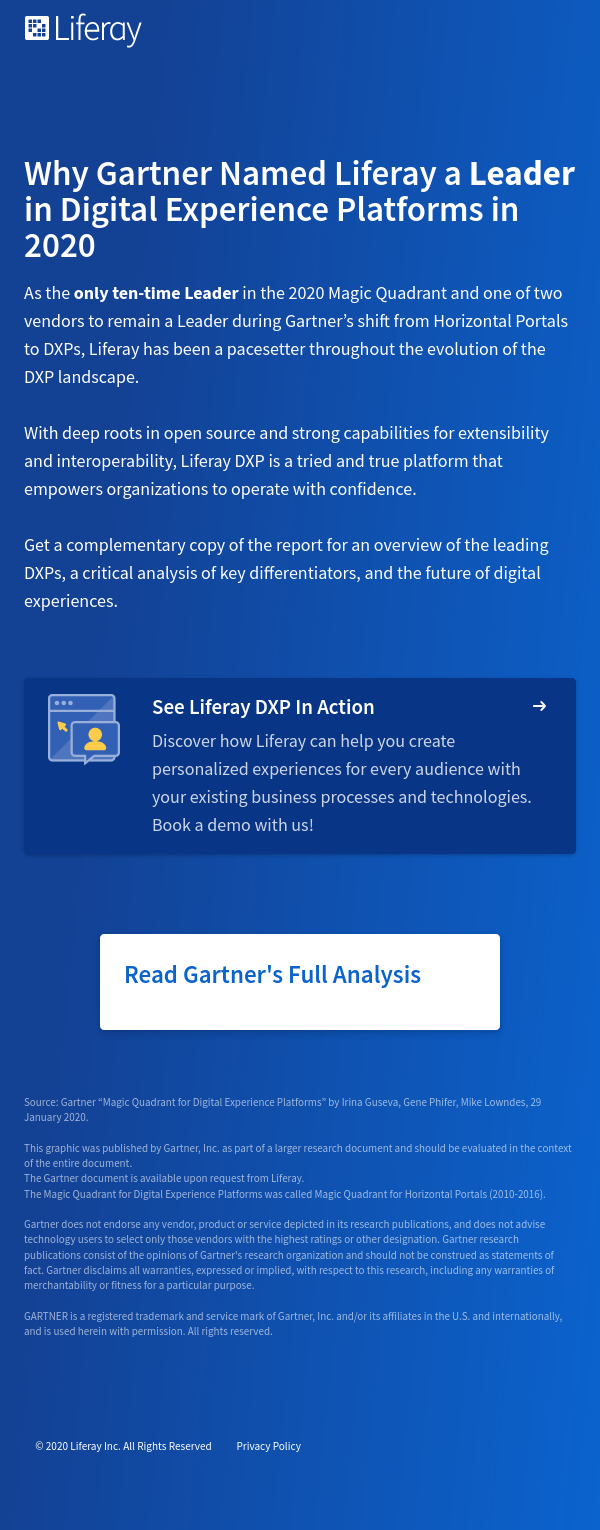 Liferay
Why Gartner Named Liferay a Leader
in Digital Experience Platforms in
2020
As the only ten-time Leader in the 2020 Magic Quadrant and one of two
vendors to remain a Leader during Gartner’s shift from Horizontal Portals
to DXPs, Liferay has been a pacesetter throughout the evolution of the
DXP landscape.
With deep roots in open source and strong capabilities for extensibility
and interoperability, Liferay DXP is a tried and true platform that
empowers organizations to operate with confidence.
Get a complementary copy of the report for an overview of the leading
DXPs, a critical analysis of key differentiators, and the future of digital
experiences.
See Liferay DXP In Action
Discover how Liferay can help you create
personalized experiences for every audience with
your existing business processes and technologies.
Book a demo with us!
Read Gartner's Full Analysis
Source: Gartner “Magic Quadrant for Digital Experience Platforms” by Irina Guseva, Gene Phifer, Mike Lowndes, 29
January 2020.
This graphic was published by Gartner, Inc. as part of a larger research document and should be evaluated in the context
of the entire document.
The Gartner document is available upon request from Liferay.
The Magic Quadrant for Digital Experience Platforms was called Magic Quadrant for Horizontal Portals (2010-2016).
Gartner does not endorse any vendor, product or service depicted in its research publications, and does not advise
technology users to select only those vendors with the highest ratings or other designation. Gartner research
publications consist of the opinions of Gartner's research organization and should not be construed as statements of
fact. Gartner disclaims all warranties, expressed or implied, with respect to this research, including any warranties of
merchantability or fitness for a particular purpose.
GARTNER is a registered trademark and service mark of Gartner, Inc. and/or its affiliates in the U.S. and internationally,
and is used herein with permission. All rights reserved.
© 2020 Liferay Inc. All Rights Reserved Privacy Policy